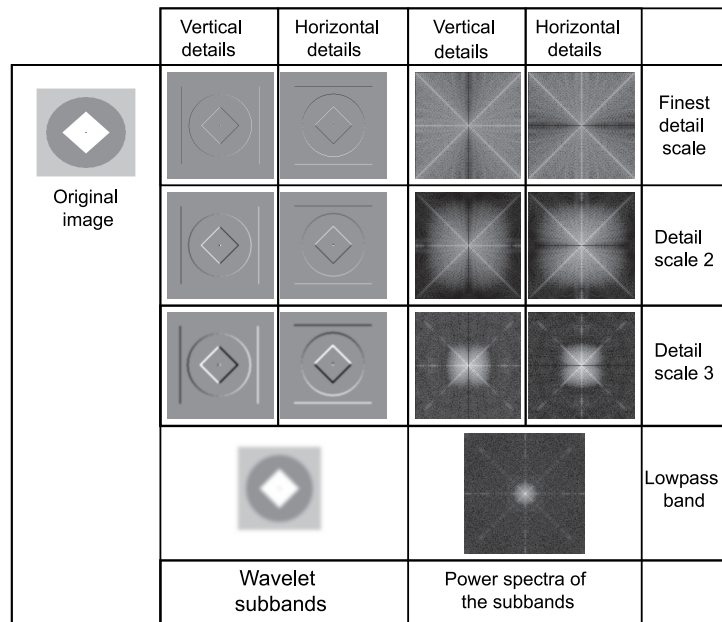 Vertical
details
Horizontal
details
Vertical
details
Horizontal
details
Original
image
Finest
detail
scale
Detail
scale 2
Detail
scale 3
Lowpass
band
Wavelet
subbands
Power spectra of
the subbands